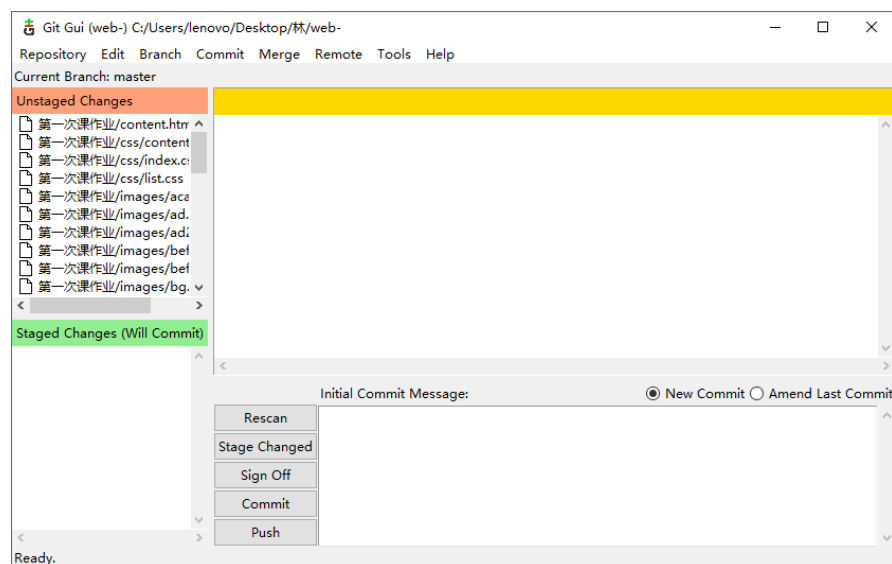 Git Gui (web-) C:/Users/lenovo/Desktop/林/web-
Repository Edit Branch Commit Merge Remote Tools Help
Current Branch: master
Unstaged Changes
第一次课作业/content.htm
第一次课作业/css/content
第一次课作业/css/index.c
第一次课作业/css/list.css
第一次课作业/images/aca
第一次课作业/images/ad.
第一次课作业/images/ad2
第一次课作业/images/bef
第一次课作业/images/bef
第一次课作业/images/bg.
Staged Changes (Will Commit)
Initial Commit Message:
New Commit Amend Last Commit
Rescan
Stage Changed
Sign Off
Commit
Push
Ready.